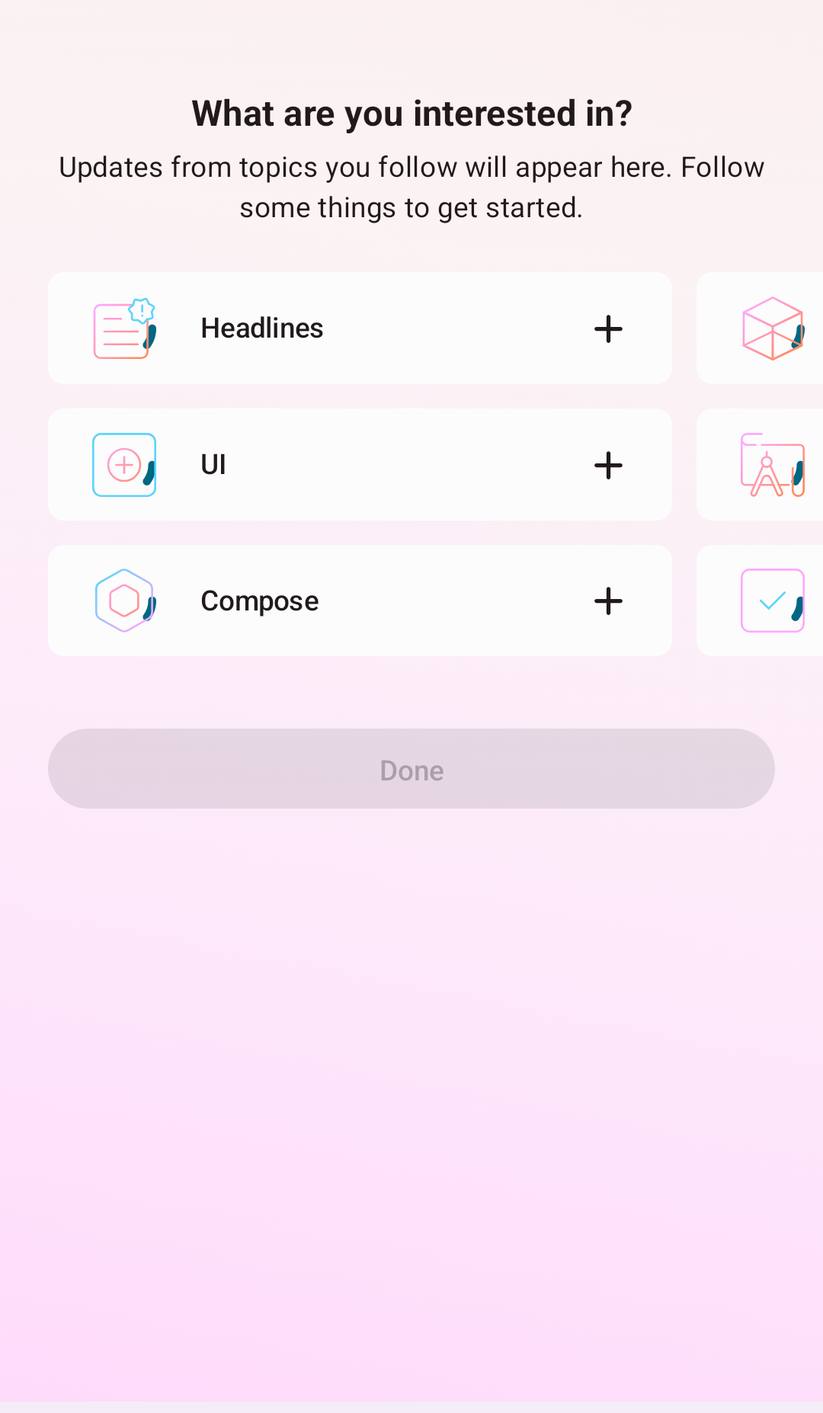 What are you interested in?
Updates from topics you follow will appear here. Follow
some things to get started.
Headlines
UI
Compose
Done